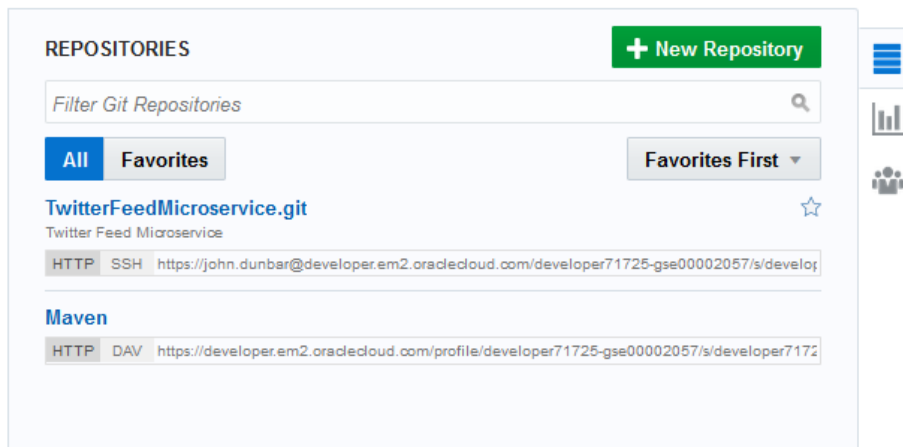 REPOSITORIES
New Repository
Filter Git Repositories
All Favorites Favorites First
TwitterFeedMicroservice.git
Twitter Feed Microservice
HTTP SSH https://john.dunbar@developer.em2.oraclecloud.com/developer71725-gse00002057/s/develop
Maven
HTTP DAV https://developer.em2.oraclecloud.com/profile/developer71725-gse00002057/s/developer7172